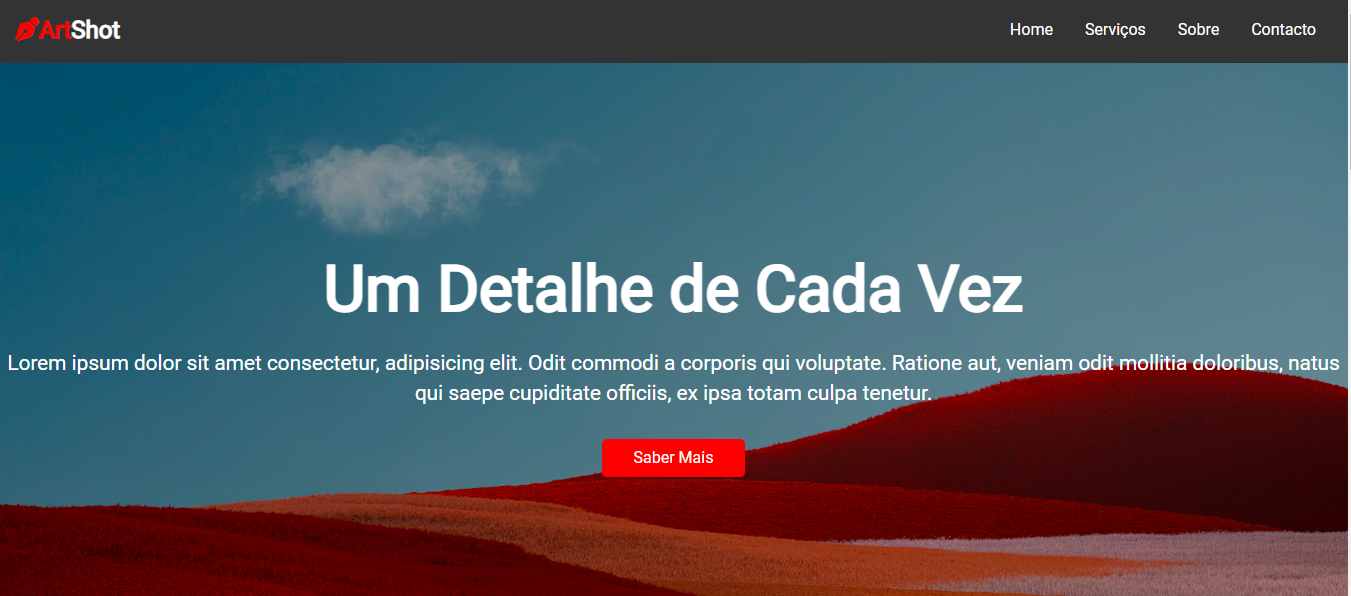 ArtShot
Home Serviços Sobre Contacto
Um Detalhe de Cada Vez
Lorem ipsum dolor sit amet consectetur, adipisicing elit. Odit commodi a corporis qui voluptate. Ratione aut, veniam odit mollitia doloribus, natus
qui saepe cupiditate officiis, ex ipsa totam culpa tenetur.
Saber Mais